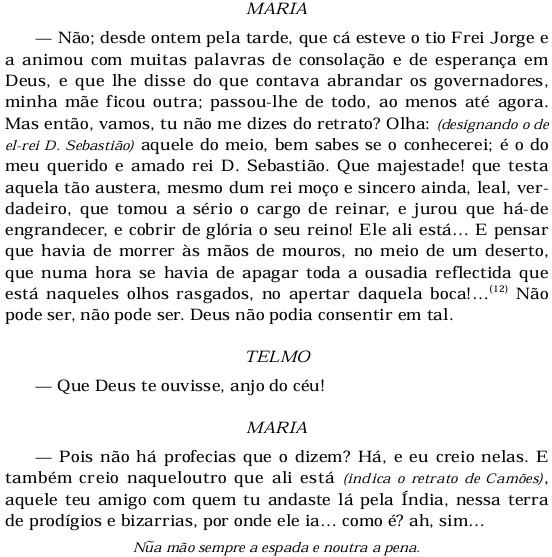 MARIA
— Não; desde ontem pela tarde, que cá esteve o tio Frei Jorge e
a animou com muitas palavras de consolação e de esperança em
Deus, e que lhe disse do que contava abrandar os governadores,
minha mãe ficou outra; passou-lhe de todo, ao menos até agora.
Mas então, vamos, tu não me dizes do retrato? Olha: (designando o de
el-rei D. Sebastião) aquele do meio, bem sabes se o conhecerei; é o do
meu querido e amado rei D. Sebastião. Que majestade! que testa
aquela tão austera, mesmo dum rei moço e sincero ainda, leal, ver-
dadeiro, que tomou a sério o cargo de reinar, e jurou que há-de
engrandecer, e cobrir de glória o seu reino! Ele ali está... E pensar
que havia de morrer às mãos de mouros, no meio de um deserto,
que numa hora se havia de apagar toda a ousadia reflectida que
está naqueles olhos rasgados, no apertar daquela boca!...(12) Não
pode ser, não pode ser. Deus não podia consentir em tal.
TELMO
— Que Deus te ouvisse, anjo do céu!
MARIA
— Pois não há profecias que o dizem? Há, e eu creio nelas. E
também creio naqueloutro que ali está (indica o retrato de Camões),
aquele teu amigo com quem tu andaste lá pela Índia, nessa terra
de prodígios e bizarrias, por onde ele ia... como é? ah, sim...
Nũa mão sempre a espada e noutra a pena.